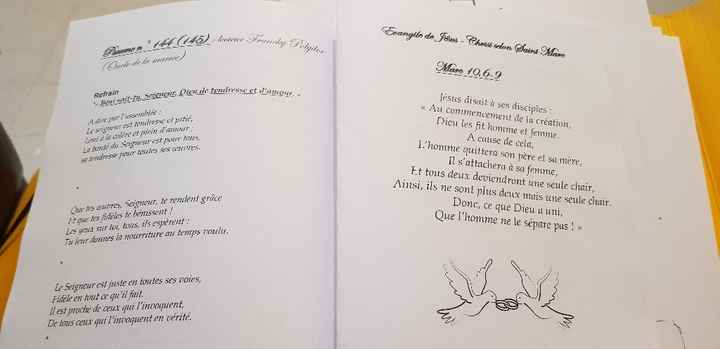 Psaume n° 144 (145) : lecteur Francky Polydor
(Oncle de la mariée)
Refrain
" Béni sois-tu, Seigneur, Dieu de tendresse et d'amour. "
A dire par l'assemblée :
Le seigneur est tendresse et pitié,
Lent à la colère et plein d'amour ;
La bonté du Seigneur est pour tous,
sa tendresse pour toutes ses œuvres.
Que tes œuvres, Seigneur, te rendent grâce
Et que tes fidèles te bénissent !
Les yeux sur toi, tous, ils espèrent :
Tu leur donnes la nourriture au temps voulu.
Le Seigneur est juste en toutes ses voies,
Fidèle en tout ce qu'il fait.
Il est proche de ceux qui l'invoquent,
De tous ceux qui l'invoquent en vérité.
Evangile de Jésus - Christ selon Saint Marc
Marc 10,6-9
Jésus disait à ses disciples :
« Au commencement de la création,
Dieu les fit homme et femme.
A cause de cela,
L'homme quittera son père et sa mère,
Il s'attachera à sa femme,
Et tous deux deviendront une seule chair,
Ainsi, ils ne sont plus deux mais une seule chair.
Donc, ce que Dieu a uni,
Que l'homme ne le sépare pas ! »